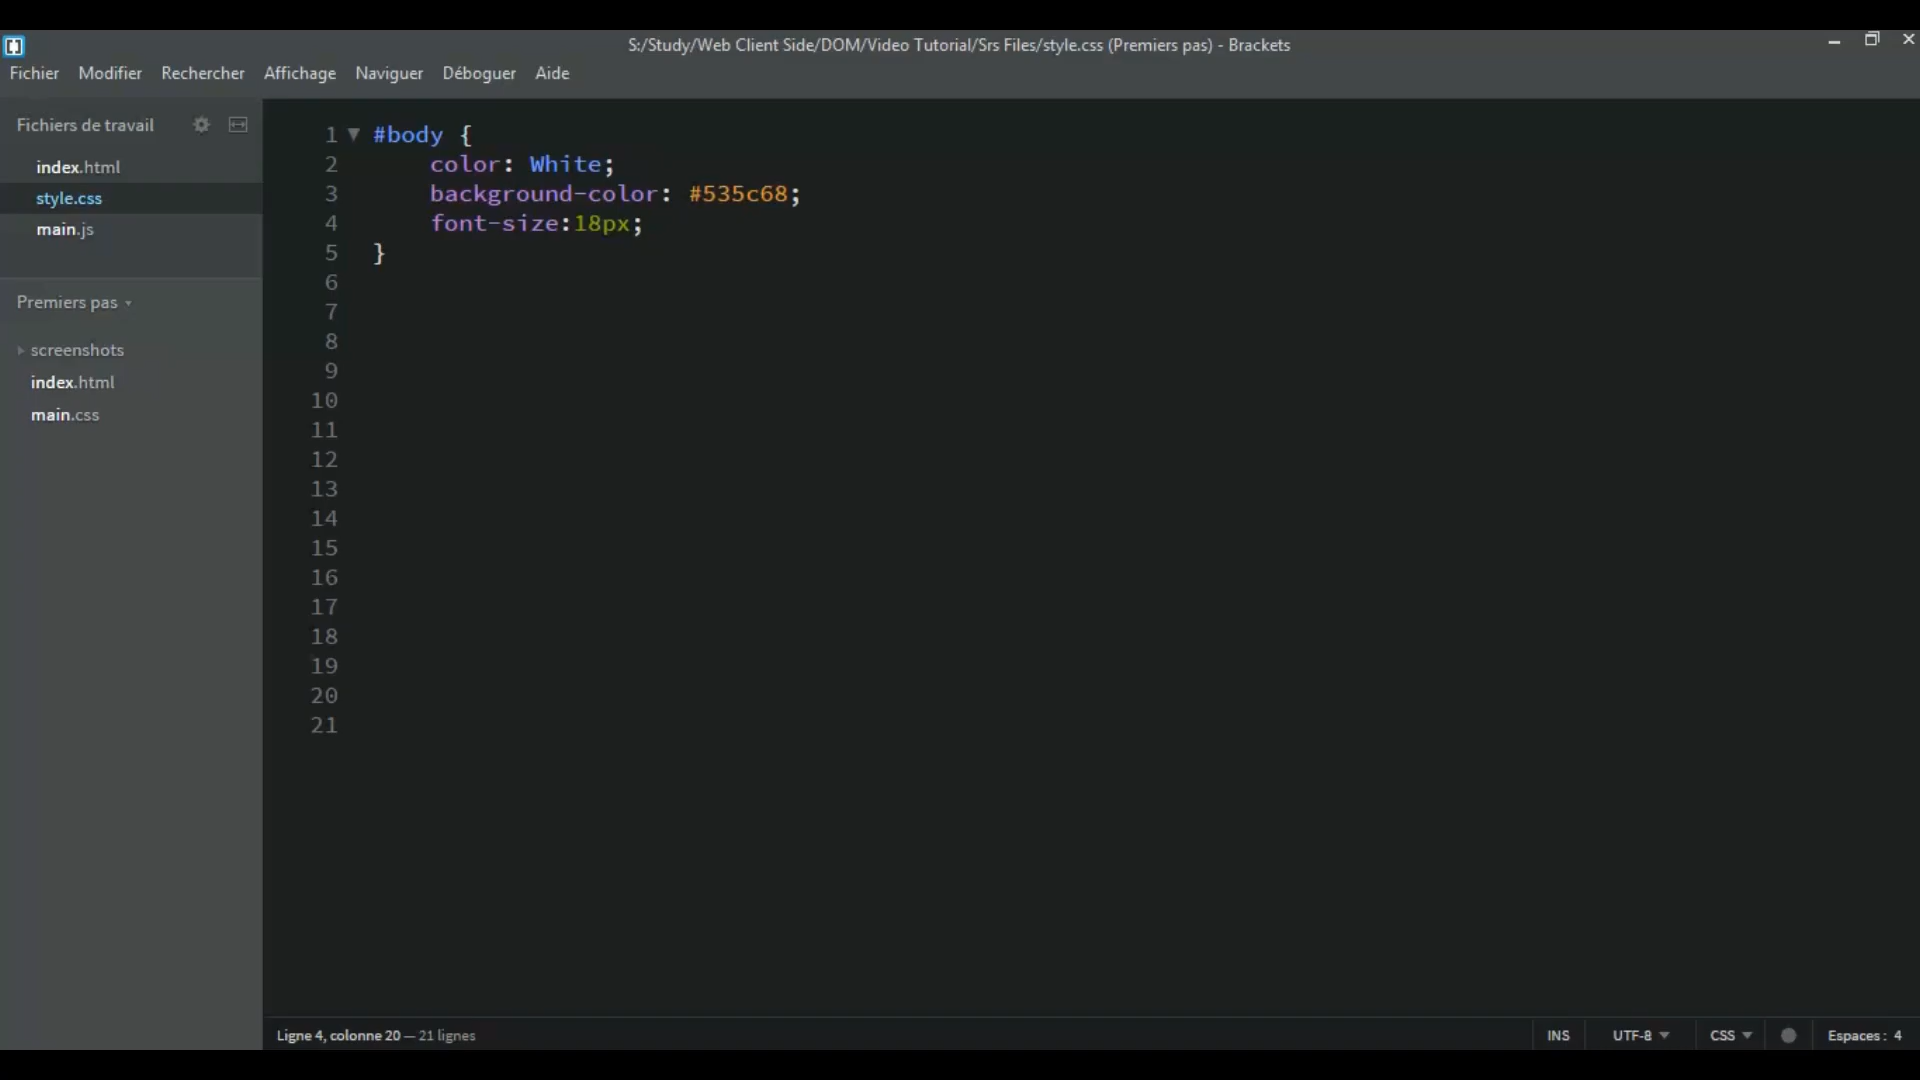 S:/Study/Web Client Side/DOM/Video Tutorial/Srs Files/style.css (Premiers pas) - Brackets
Fichier Modifier Rechercher Affichage Naviguer Déboguer Aide
Fichiers de travail
index.html
style.css
main.js
Premiers pas
screenshots
index.html
main.css
1 #body {
2 color: White;
3 background-color: #535c68;
4 font-size:18px;
5 }
6
7
8
9
10
11
12
13
14
15
16
17
18
19
20
21
Ligne 4, colonne 20 — 21 lignes
INS UTF-8 CSS Espaces : 4